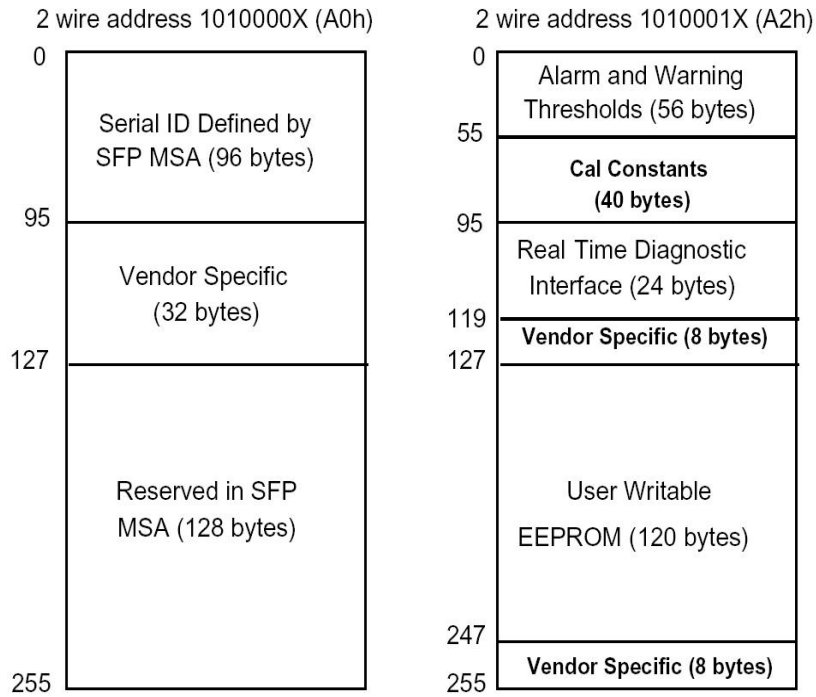 2 wire address 1010000X (A0h)
0
Serial ID Defined by
SFP MSA (96 bytes)
95
Vendor Specific
(32 bytes)
127
Reserved in SFP
MSA (128 bytes)
255
2 wire address 1010001X (A2h)
0
Alarm and Warning
Thresholds (56 bytes)
55
Cal Constants
(40 bytes)
95
Real Time Diagnostic
Interface (24 bytes)
119
Vendor Specific (8 bytes)
127
User Writable
EEPROM (120 bytes)
247
Vendor Specific (8 bytes)
255